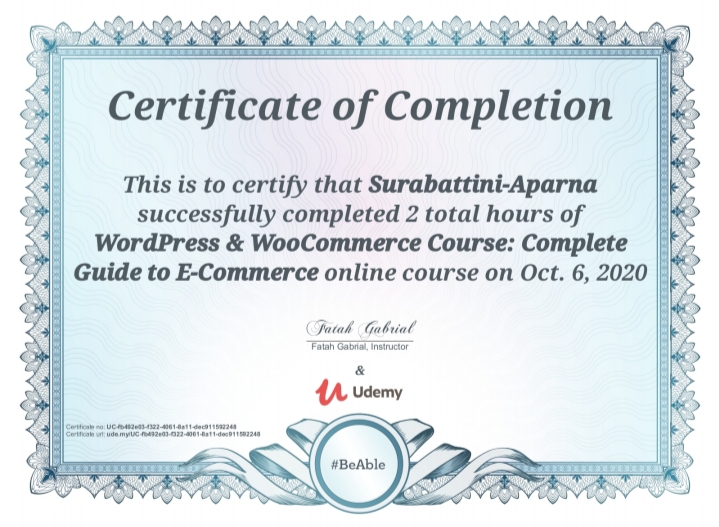 Certificate of Completion
This is to certify that Surabattini-Aparna
successfully completed 2 total hours of
WordPress & WooCommerce Course: Complete
Guide to E-Commerce online course on Oct. 6, 2020
Fatah Gabrial
Fatah Gabrial, Instructor
&
Udemy
Certificate no: UC-fb492e03-f322-4061-8a11-dec911592248
Certificate url: ude.my/UC-fb492e03-f322-4061-8a11-dec911592248
#BeAble